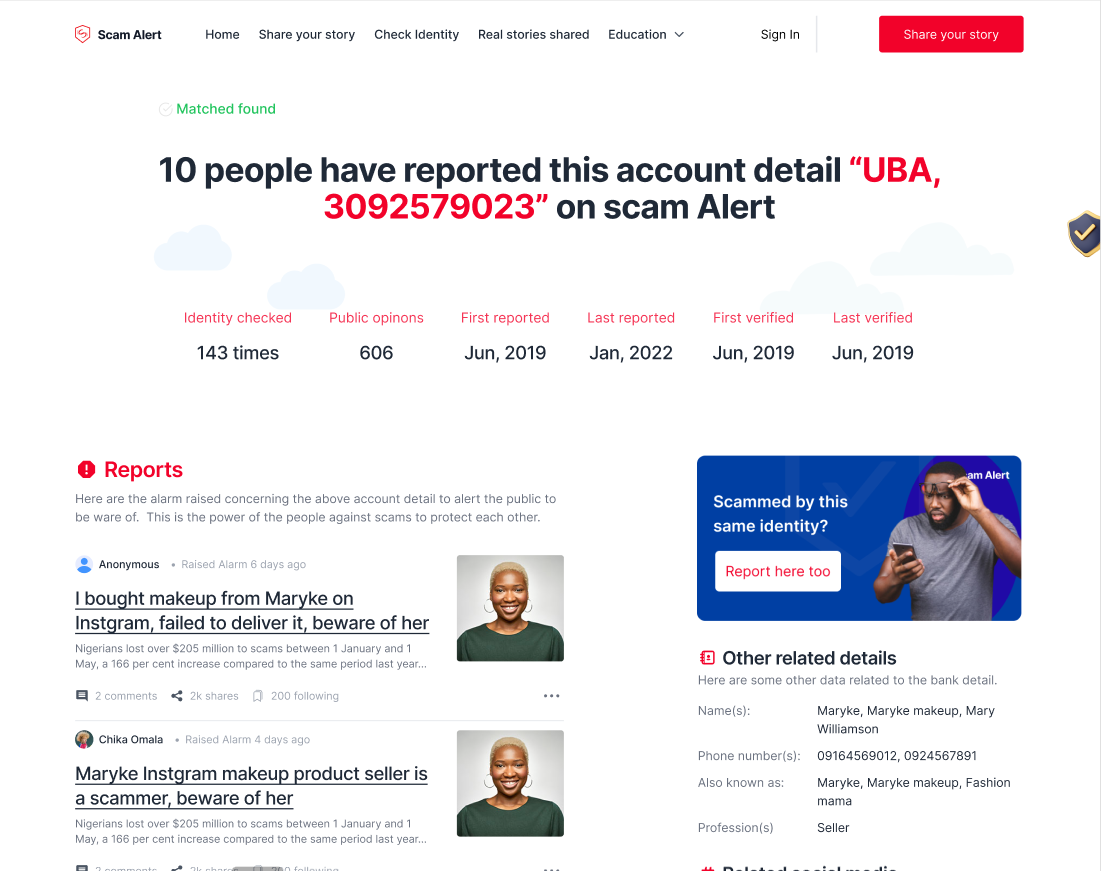 Scam Alert
Home
Share your story
Check Identity
Real stories shared
Education
Sign In
Share your story
Matched found
10 people have reported this account detail “UBA,
3092579023” on scam Alert
Identity checked
143 times
Public opinons
606
First reported
Jun, 2019
Last reported
Jan, 2022
First verified
Jun, 2019
Last verified
Jun, 2019
Reports
Here are the alarm raised concerning the above account detail to alert the public to
be ware of. This is the power of the people against scams to protect each other.
Anonymous • Raised Alarm 6 days ago
I bought makeup from Maryke on
Instgram, failed to deliver it, beware of her
Nigerians lost over $205 million to scams between 1 January and 1
May, a 166 per cent increase compared to the same period last year...
2 comments
2k shares
200 following
Chika Omala • Raised Alarm 4 days ago
Maryke Instgram makeup product seller is
a scammer, beware of her
Nigerians lost over $205 million to scams between 1 January and 1
May, a 166 per cent increase compared to the same period last year...
2 comments
2k shares
200 following
am Alert
Scammed by this
same identity?
Report here too
Other related details
Here are some other data related to the bank detail.
Name(s): Maryke, Maryke makeup, Mary
Williamson
Phone number(s): 09164569012, 0924567891
Also known as: Maryke, Maryke makeup, Fashion
mama
Profession(s) Seller
Related social media